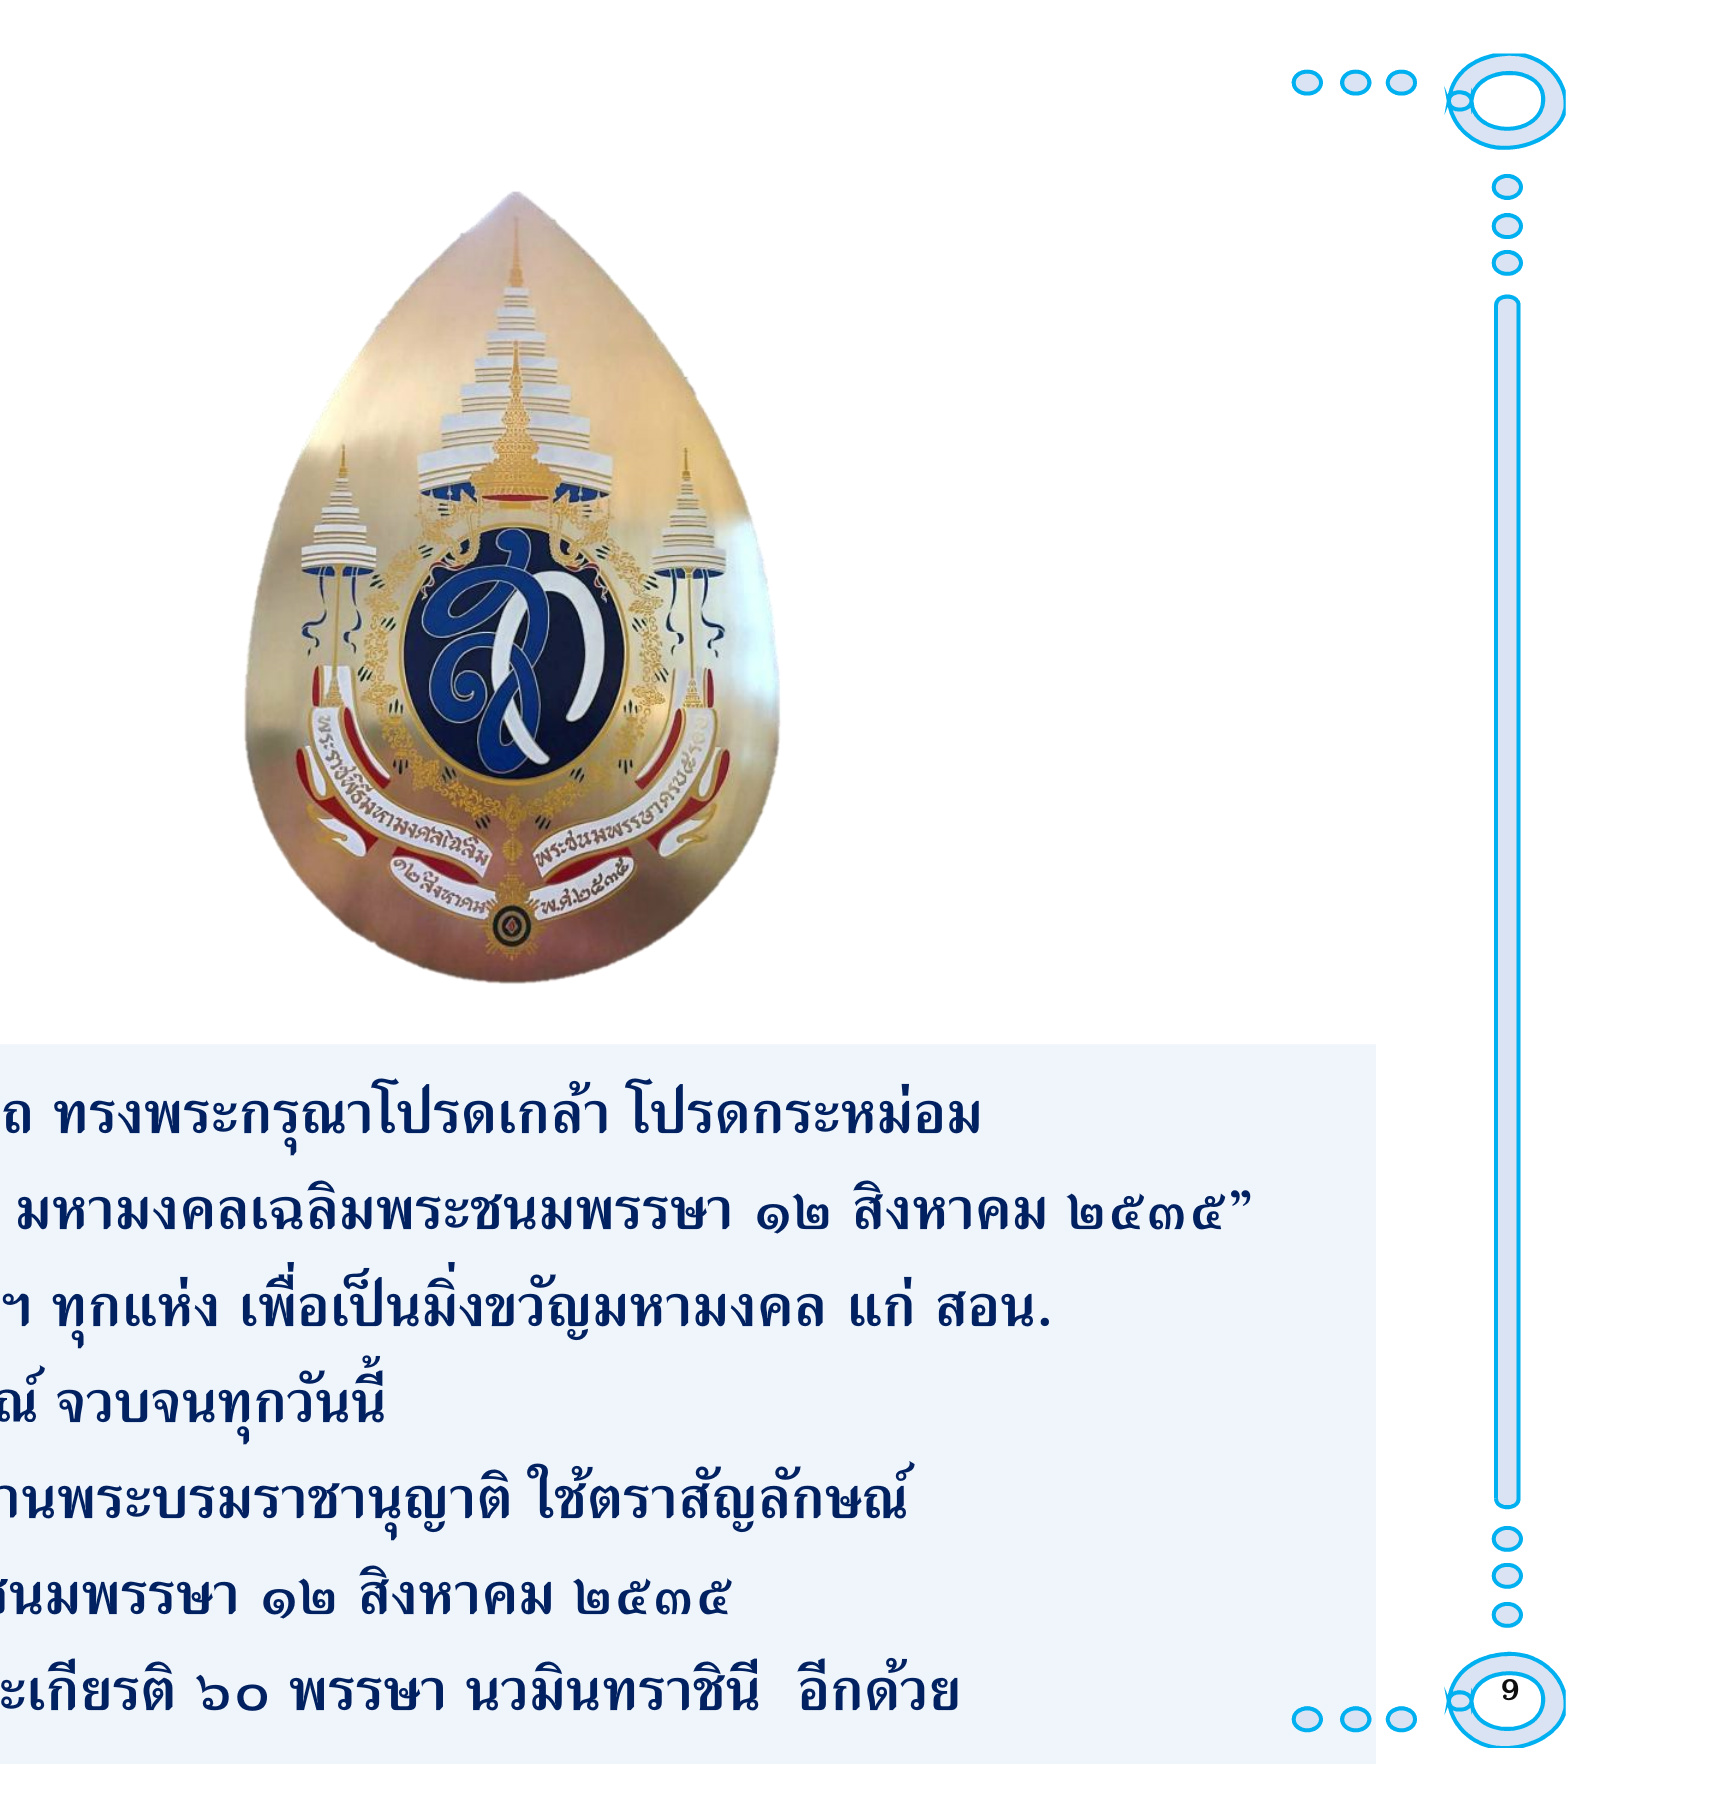 พระราชพิธีมหามงคลเฉลิม
พระชนมพรรษาครบ ๕ รอบ
๑๒ สิงหาคม
พ.ศ.๒๕๓๕
ถ ทรงพระกรุณาโปรดเกล้า โปรดกระหม่อม
มหามงคลเฉลิมพระชนมพรรษา ๑๒ สิงหาคม ๒๕๓๕”
ฯ ทุกแห่ง เพื่อเป็นมิ่งขวัญมหามงคล แก่ สอน.
ณ์ จวบจนทุกวันนี้
านพระบรมราชานุญาติ ใช้ตราสัญลักษณ์
ชนมพรรษา ๑๒ สิงหาคม ๒๕๓๕
ะเกียรติ ๖๐ พรรษา นวมินทราชินี อีกด้วย
9